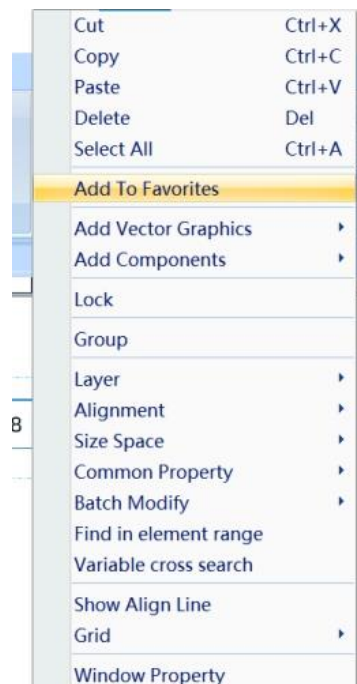 Cut Ctrl+X
Copy Ctrl+C
Paste Ctrl+V
Delete Del
Select All Ctrl+A
Add To Favorites
Add Vector Graphics
Add Components
Lock
Group
Layer
Alignment
8
Size Space
Common Property
Batch Modify
Find in element range
Variable cross search
Show Align Line
Grid
Window Property